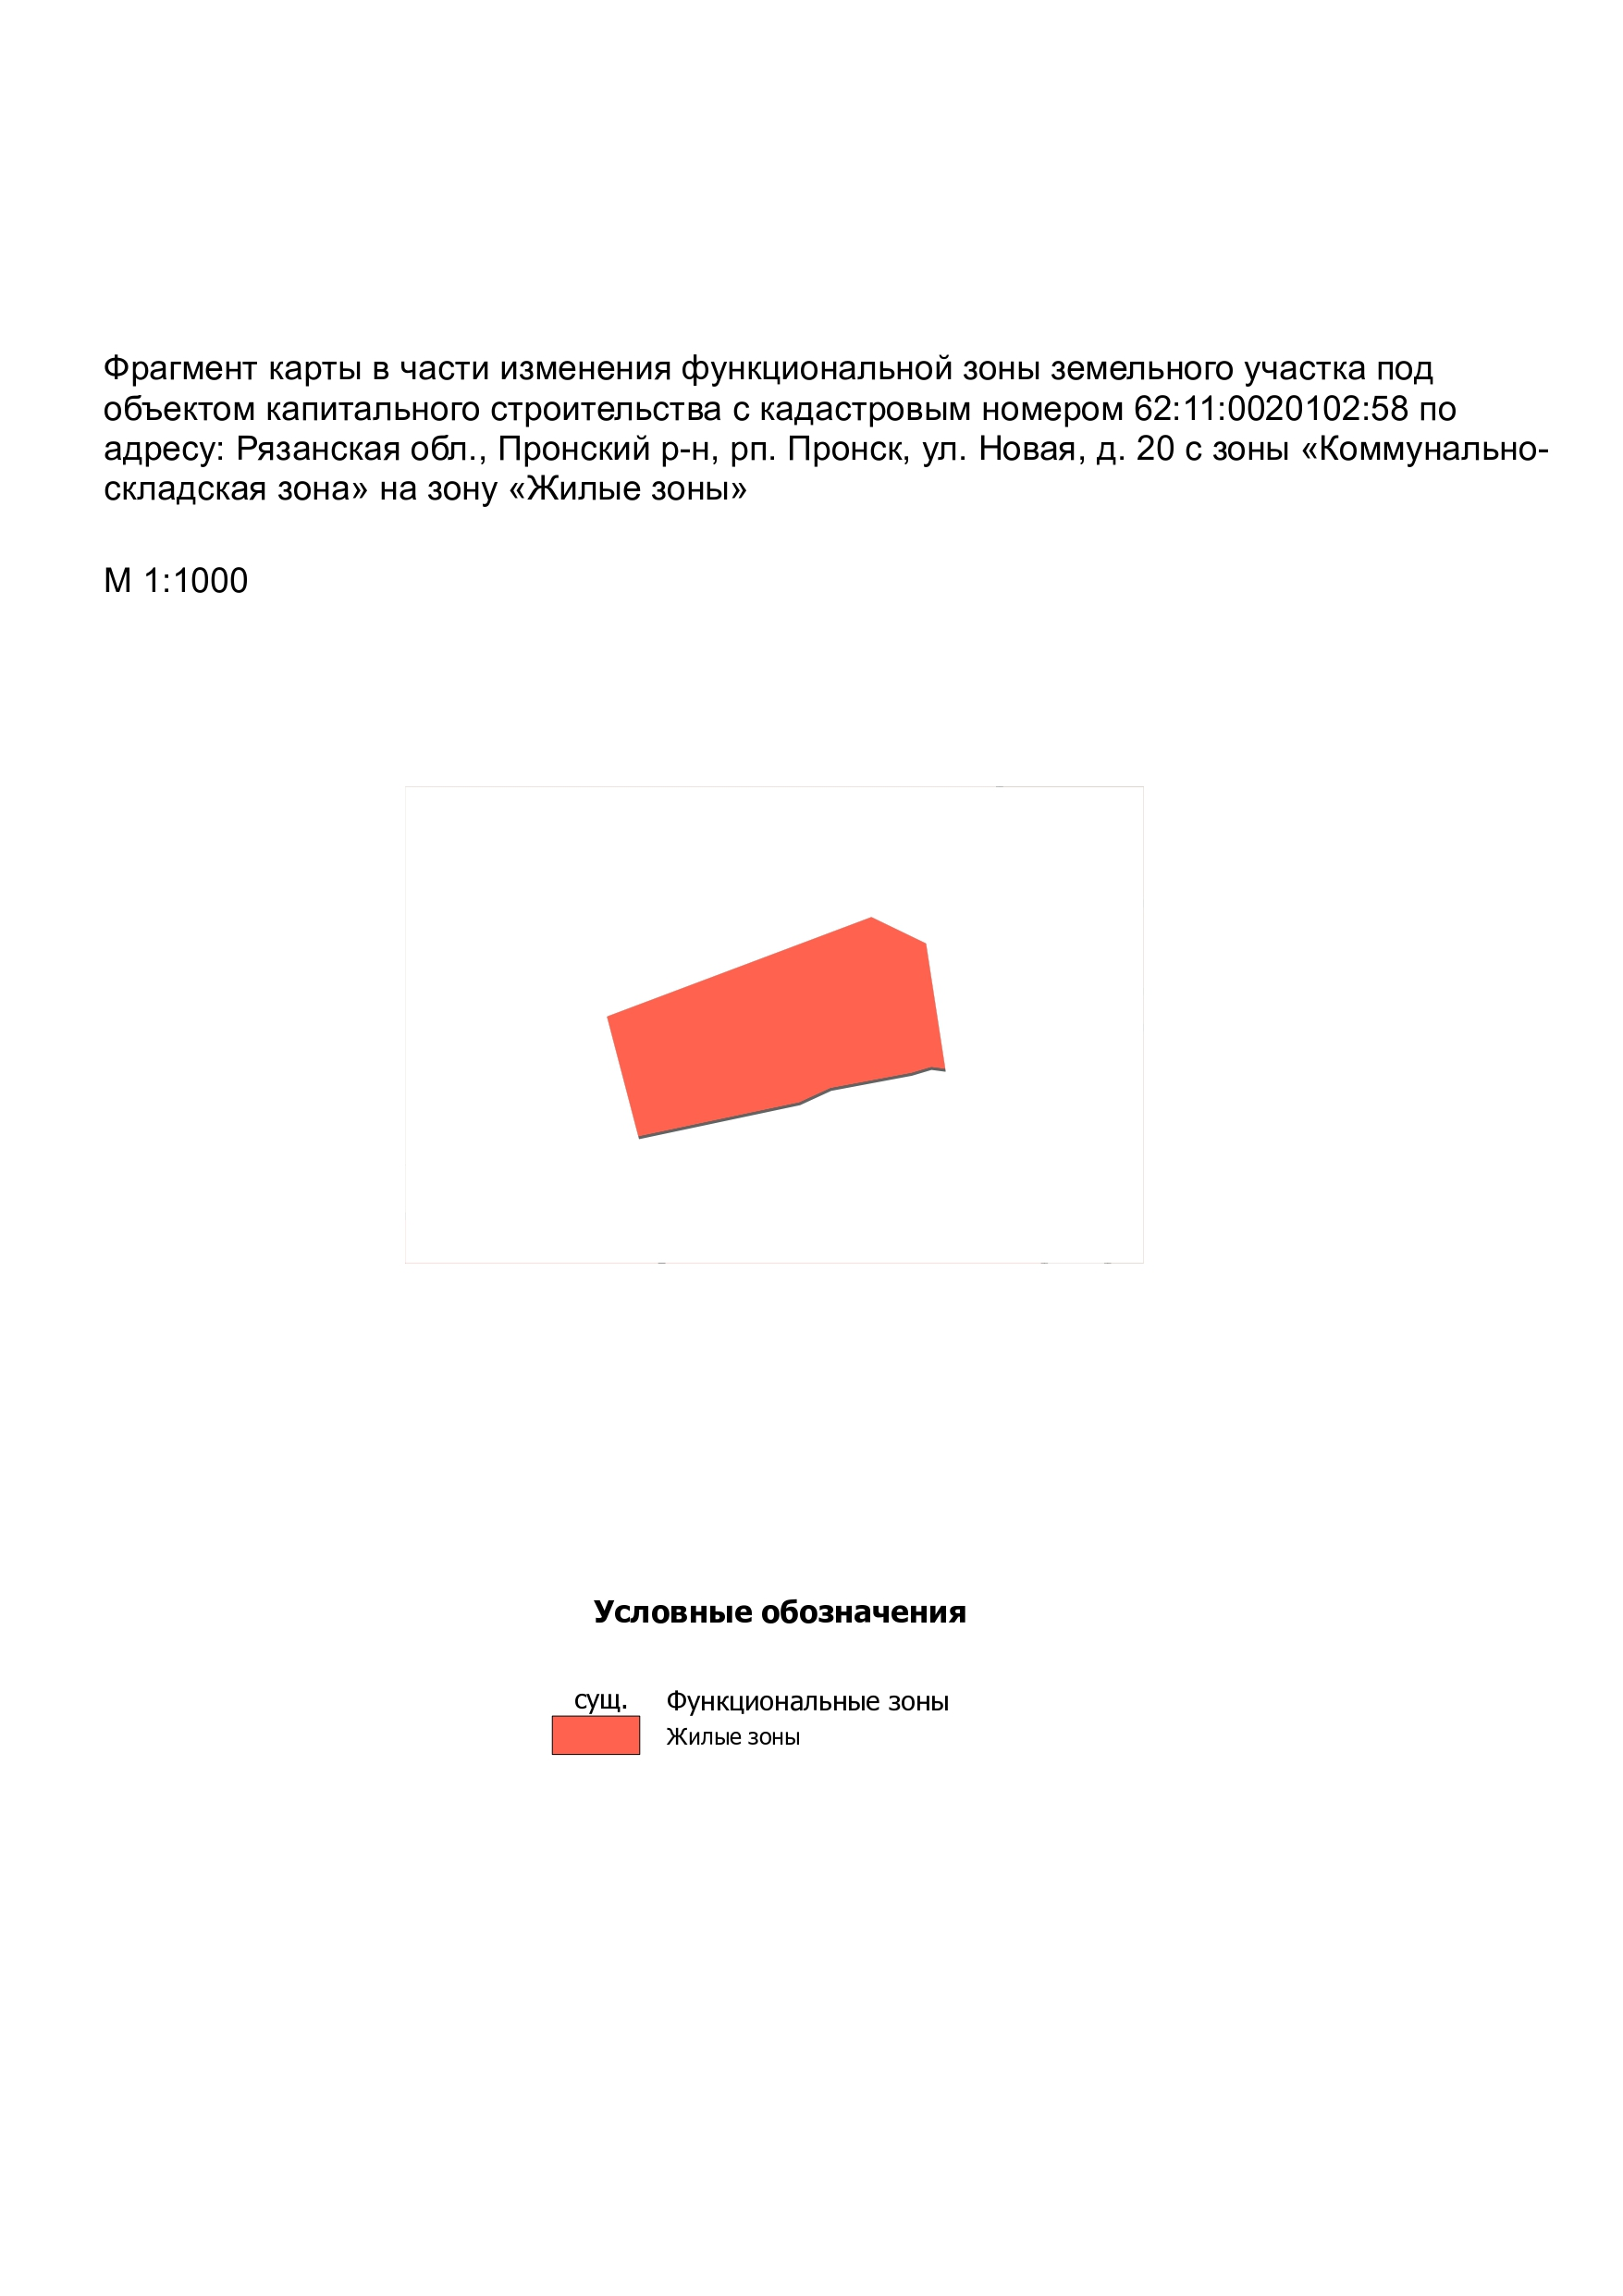 Фрагмент карты в части изменения функциональной зоны земельного участка под
объектом капитального строительства с кадастровым номером 62:11:0020102:58 по
адресу: Рязанская обл., Пронский р-н, рп. Пронск, ул. Новая, д. 20 с зоны «Коммунально-
складская зона» на зону «Жилые зоны»
М 1:1000
Условные обозначения
сущ. Функциональные зоны
Жилые зоны